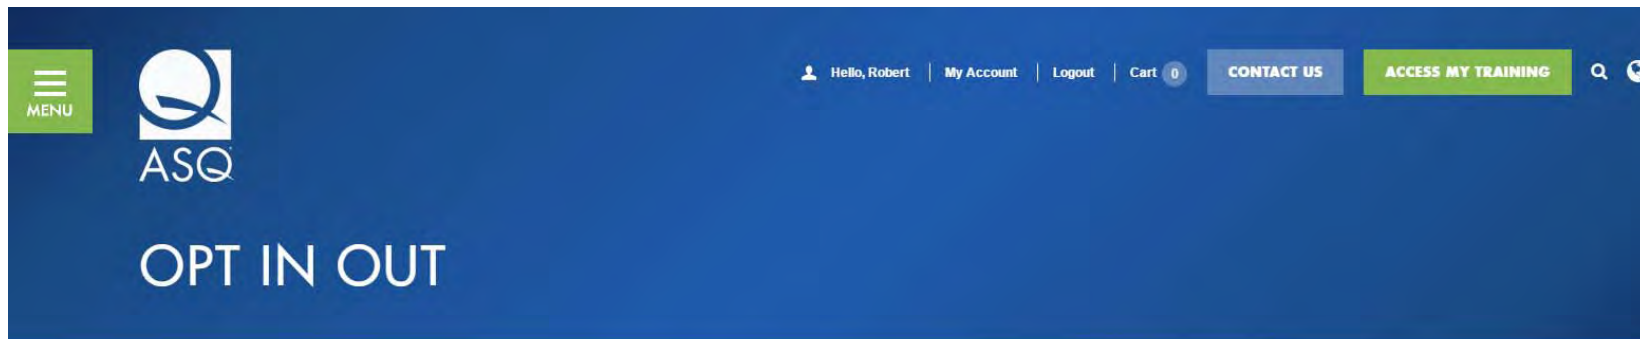 MENU
ASQ
Hello, Robert
My Account
Logout
Cart 0
CONTACT US
ACCESS MY TRAINING
OPT IN OUT